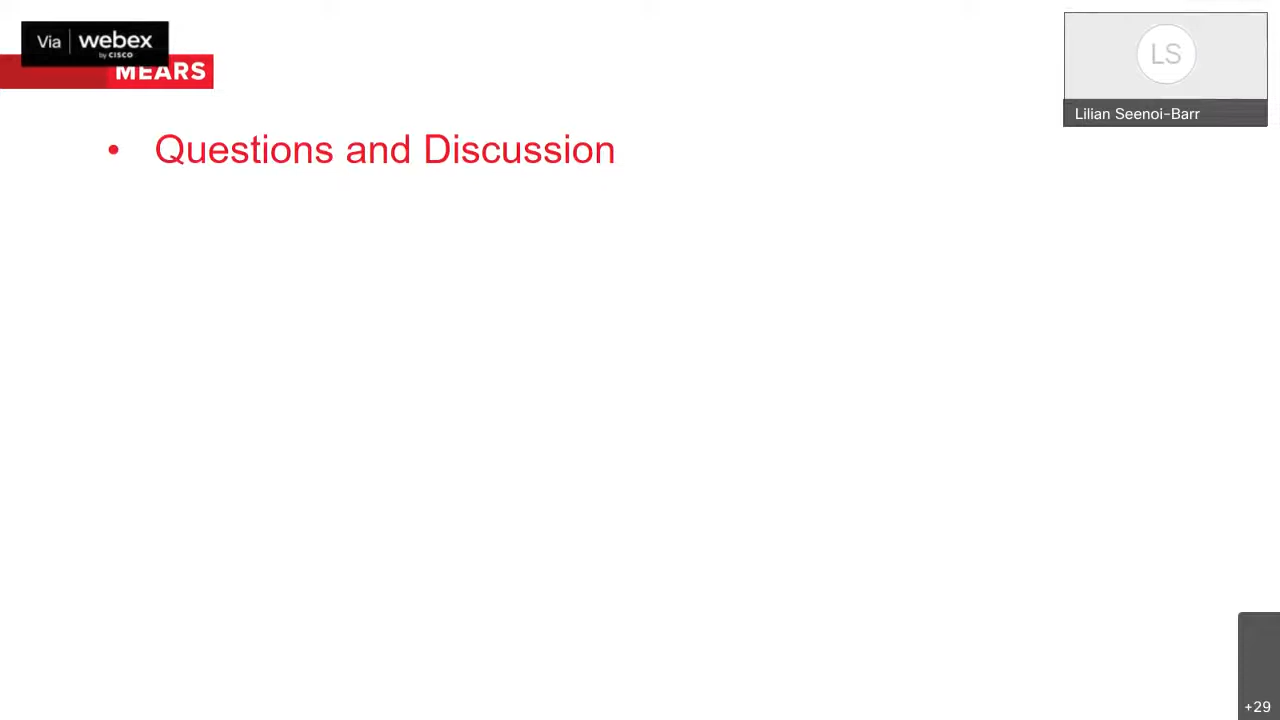 Via webex
by CISCO
MEARS
LS
Lilian Seenoi-Barr
• Questions and Discussion
+29